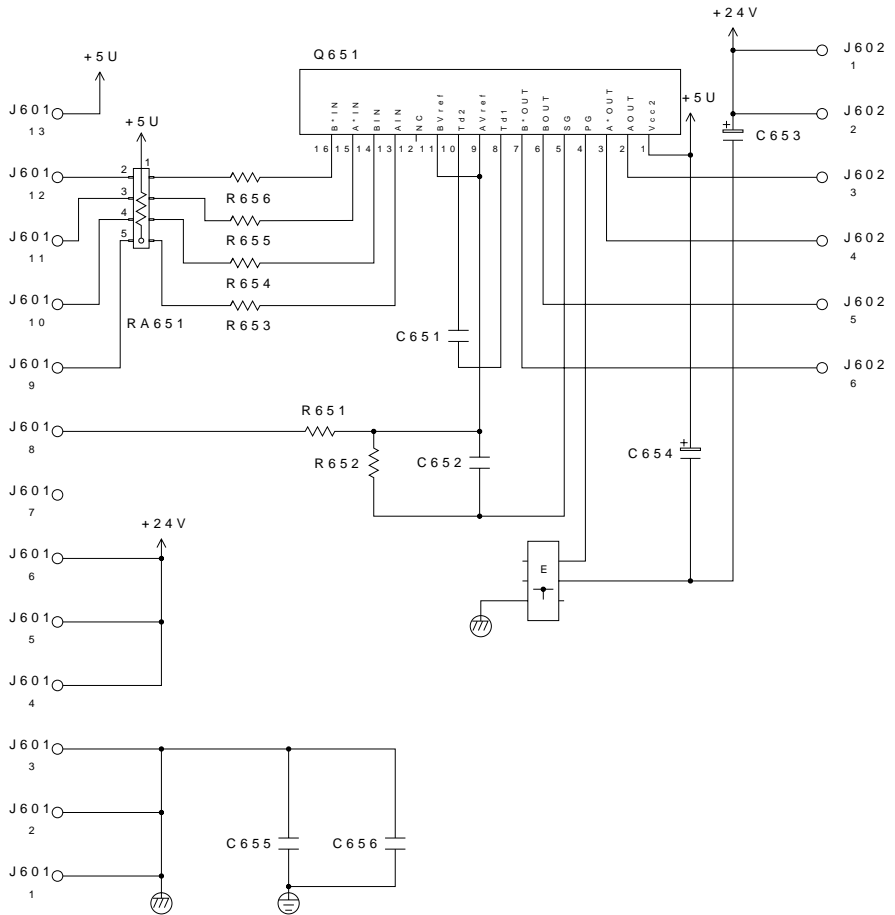 +24V
+5U
Q651
J602
1
J601
13
+5U
+5U
J602
2
C653
B*IN
A*IN
BIN
AIN
NC
BVref
Td2
AVref
Td1
B*OUT
BOUT
SG
PG
A*OUT
AOUT
Vcc2
16
15
14
13
12
11
10
9
8
7
6
5
4
3
2
1
J601
12
2
1
3
4
5
R656
J602
3
J601
11
R655
J602
4
R654
J601
10
RA651
R653
C651
J602
5
J601
9
J602
6
J601
8
R651
R652
C652
C654
J601
7
+24V
J601
6
E
J601
5
J601
4
J601
3
J601
2
C655
C656
J601
1